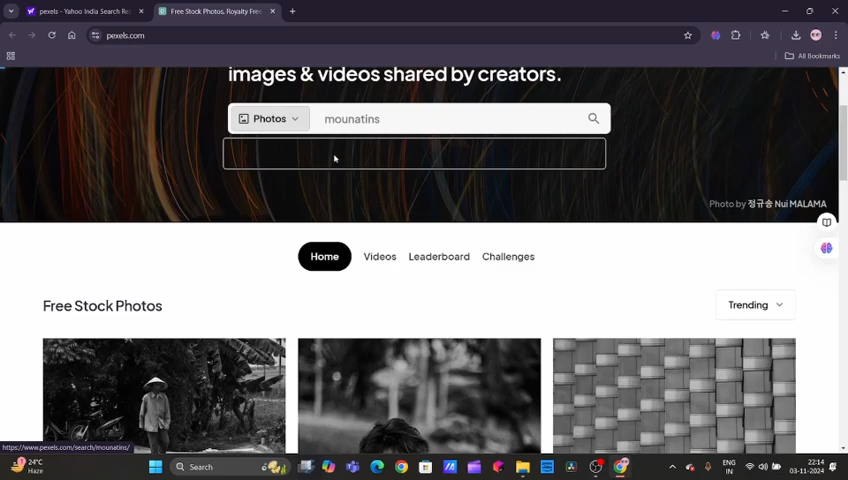 pexels - Yahoo India Search Re
Free Stock Photos, Royalty Free
pexels.com
All Bookmarks
images & videos shared by creators.
Photos
mounatins
Photo by 정규송 Nui MALAMA
Home
Videos
Leaderboard
Challenges
Free Stock Photos
Trending
https://www.pexels.com/search/mounatins/
24°C
Haze
Search
ENG
IN
22:14
03-11-2024